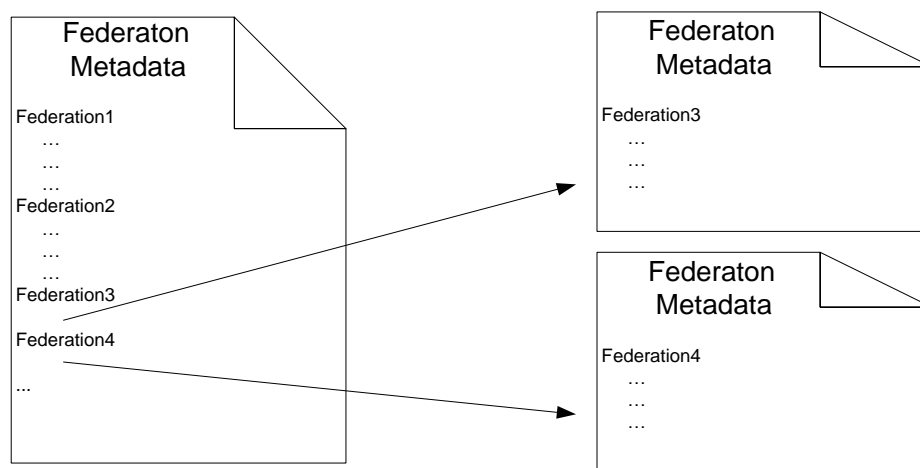 Federaton
Metadata
Federation1
...
...
...
Federation2
...
...
...
Federation3
Federation4
...
Federaton
Metadata
Federation3
...
...
...
Federaton
Metadata
Federation4
...
...
...